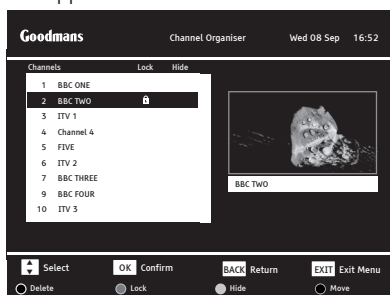 Goodmans Channel Organiser Wed 08 Sep 16:52
Channels Lock Hide
1 BBC ONE
2 BBC TWO
3 ITV 1
4 Channel 4
5 FIVE
6 ITV 2
7 BBC THREE
9 BBC FOUR
10 ITV 3
BBC TWO
Select OK Confirm BACK Return EXIT Exit Menu
Delete Lock Hide Move